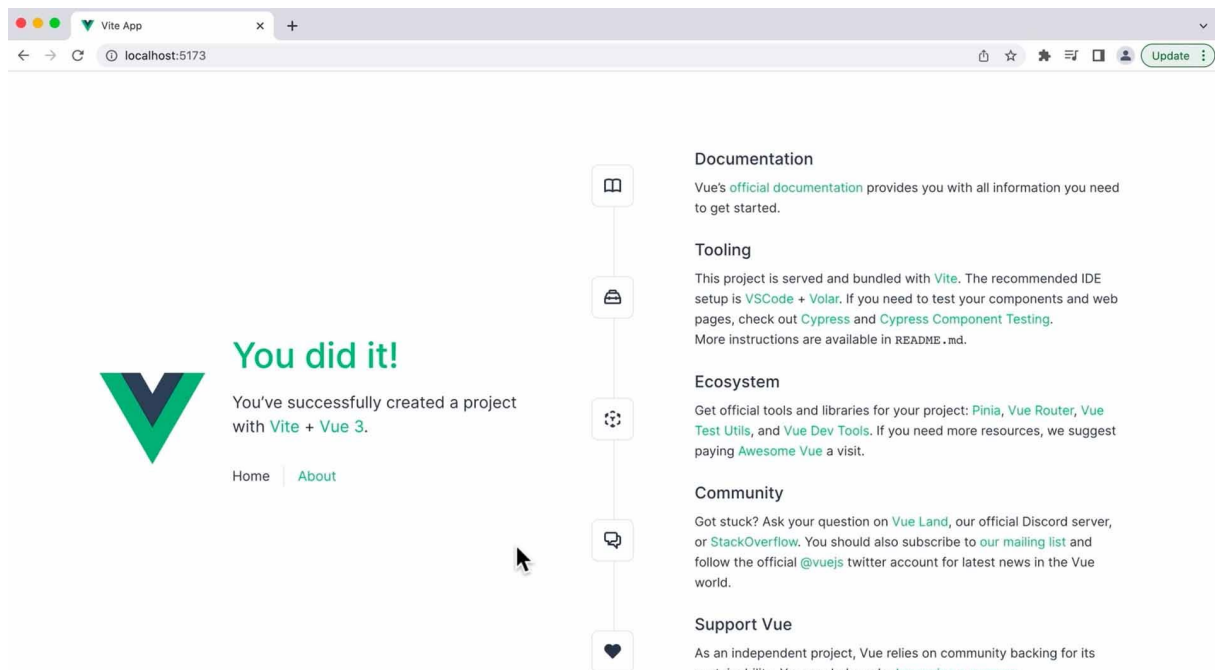 Vite App
localhost:5173
Update
You did it!
You've successfully created a project
with Vite + Vue 3.
Home
About
Documentation
Vue's official documentation provides you with all information you need
to get started.
Tooling
This project is served and bundled with Vite. The recommended IDE
setup is VSCode + Volar. If you need to test your components and web
pages, check out Cypress and Cypress Component Testing.
More instructions are available in README.md.
Ecosystem
Get official tools and libraries for your project: Pinia, Vue Router, Vue
Test Utils, and Vue Dev Tools. If you need more resources, we suggest
paying Awesome Vue a visit.
Community
Got stuck? Ask your question on Vue Land, our official Discord server,
or StackOverflow. You should also subscribe to our mailing list and
follow the official @vuejs twitter account for latest news in the Vue
world.
Support Vue
As an independent project, Vue relies on community backing for its